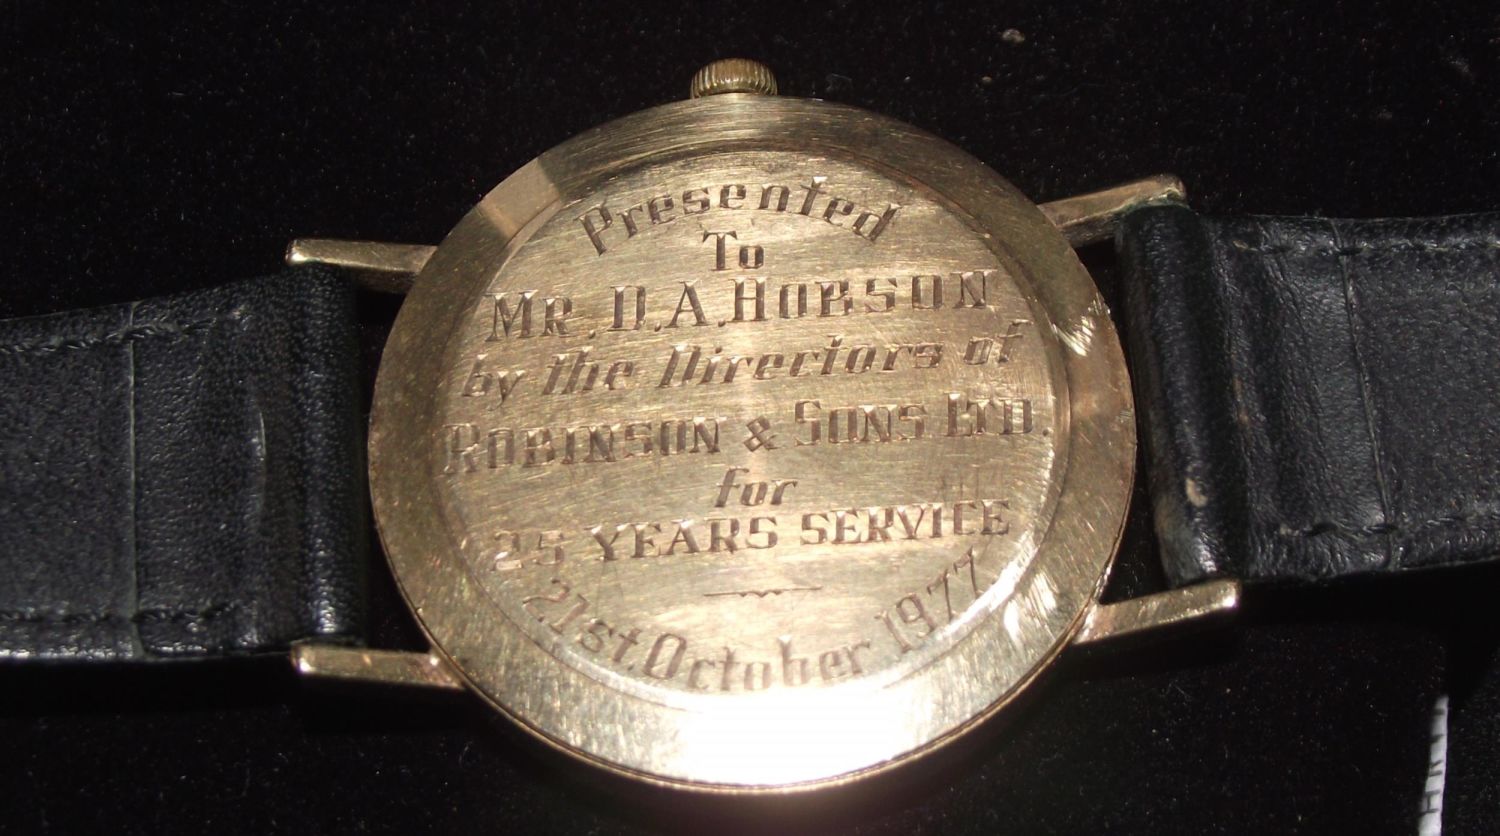 Presented
To
MR. D.A. HOBSON
by the Directors of
ROBINSON & SONS LTD.
for
25 YEARS SERVICE
21st. October 1977